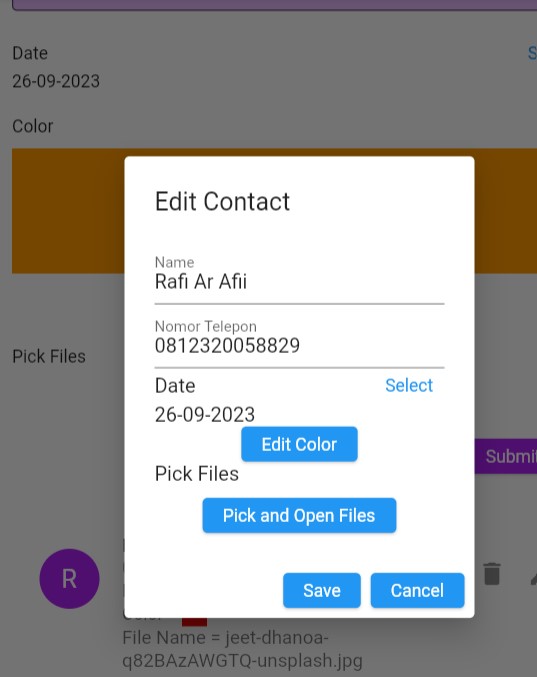 Date
26-09-2023
Color
Edit Contact
Name
Rafi Ar Afii
Nomor Telepon
0812320058829
Date
Select
26-09-2023
Edit Color
Pick Files
Pick Files
Pick and Open Files
Submit
Save
Cancel
R
File Name = jeet-dhanoa-
q82BAzAWGTQ-unsplash.jpg